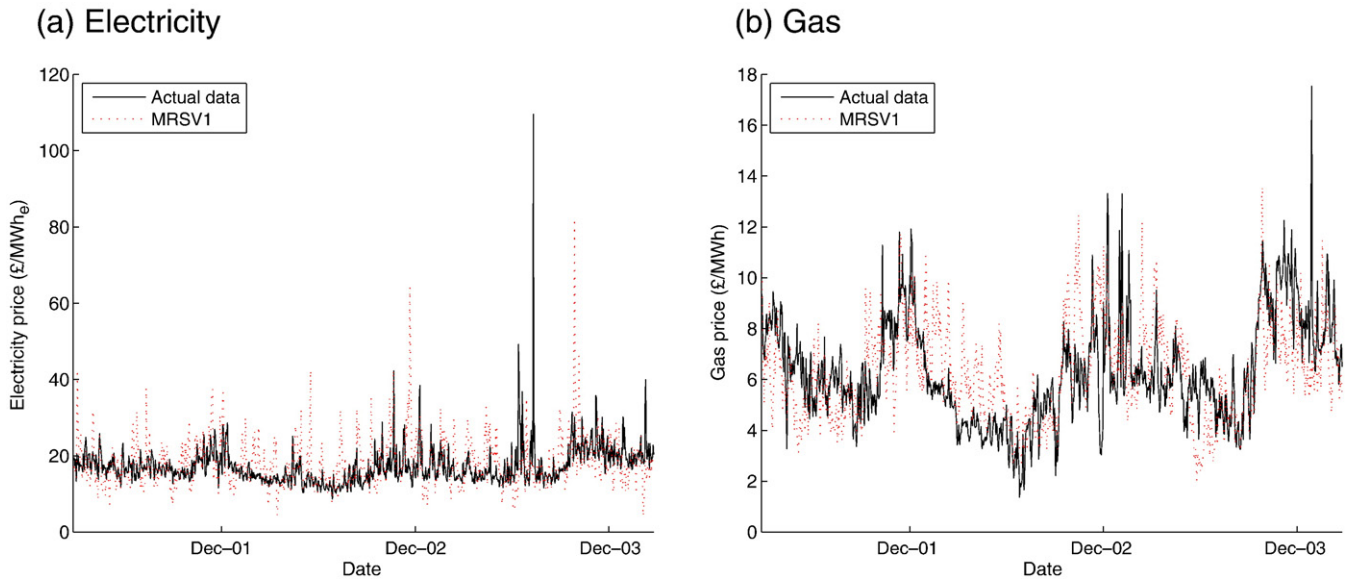 (a) Electricity
120
100
80
60
40
20
0
Electricity price (£/MWhₑ)
Actual data
MRSV1
Dec–01
Dec–02
Dec–03
Date
(b) Gas
18
16
14
12
10
8
6
4
2
0
Gas price (£/MWh)
Actual data
MRSV1
Dec–01
Dec–02
Dec–03
Date